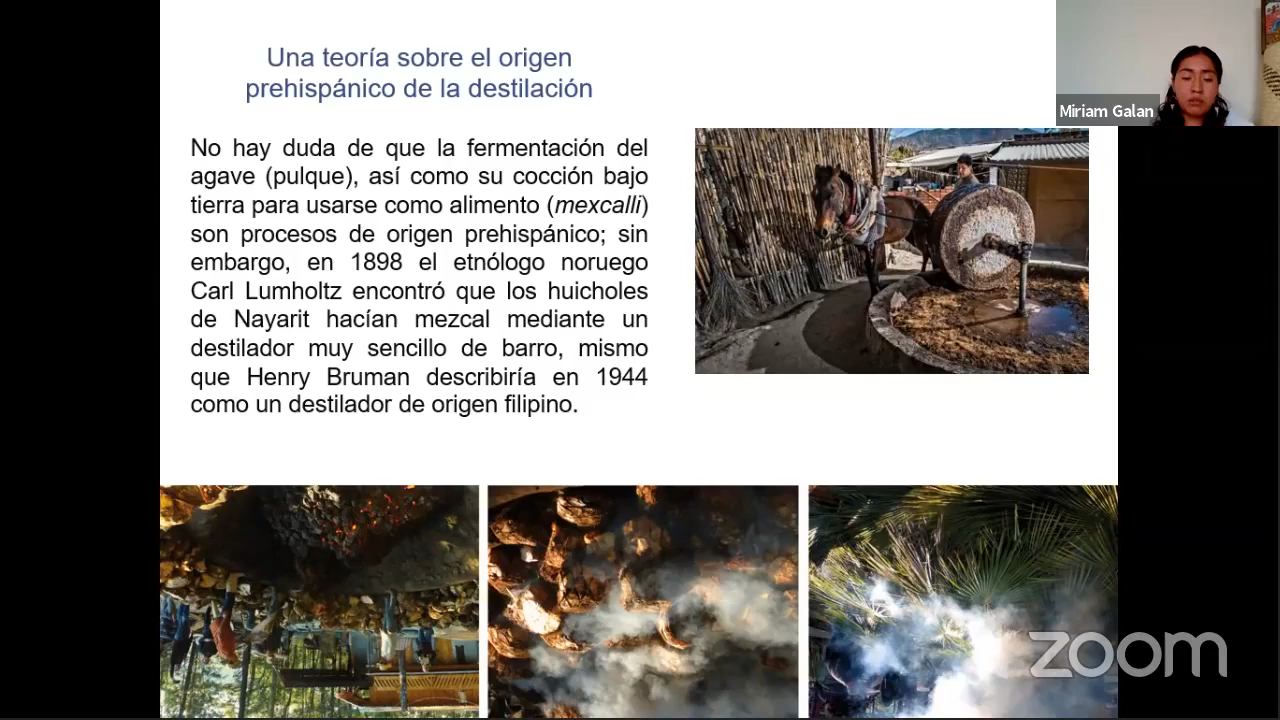 Una teoría sobre el origen
prehispánico de la destilación
No hay duda de que la fermentación del
agave (pulque), así como su cocción bajo
tierra para usarse como alimento (mexcalli)
son procesos de origen prehispánico; sin
embargo, en 1898 el etnólogo noruego
Carl Lumholtz encontró que los huicholes
de Nayarit hacían mezcal mediante un
destilador muy sencillo de barro, mismo
que Henry Bruman describiría en 1944
como un destilador de origen filipino.
Miriam Galan
zoom